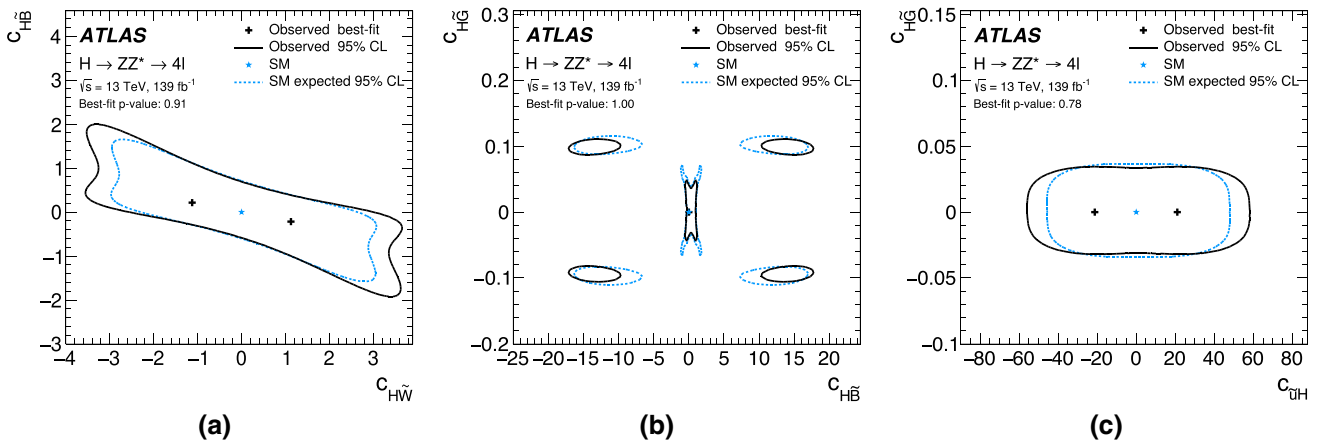 c_{HB̃}
ATLAS
H → ZZ* → 4l
√s = 13 TeV, 139 fb⁻¹
Best-fit p-value: 0.91
Observed best-fit
Observed 95% CL
SM
SM expected 95% CL
4
3
2
1
0
−1
−2
−3
−4 −3 −2 −1 0 1 2 3
c_{HW̃}
(a)
c_{HG̃}
ATLAS
H → ZZ* → 4l
√s = 13 TeV, 139 fb⁻¹
Best-fit p-value: 1.00
Observed best-fit
Observed 95% CL
SM
SM expected 95% CL
0.3
0.2
0.1
0
−0.1
−0.2
−25 −20 −15 −10 −5 0 5 10 15 20
c_{HB̃}
(b)
c_{HG̃}
ATLAS
H → ZZ* → 4l
√s = 13 TeV, 139 fb⁻¹
Best-fit p-value: 0.78
Observed best-fit
Observed 95% CL
SM
SM expected 95% CL
0.15
0.1
0.05
0
−0.05
−0.1
−80 −60 −40 −20 0 20 40 60 80
c_{ũH}
(c)